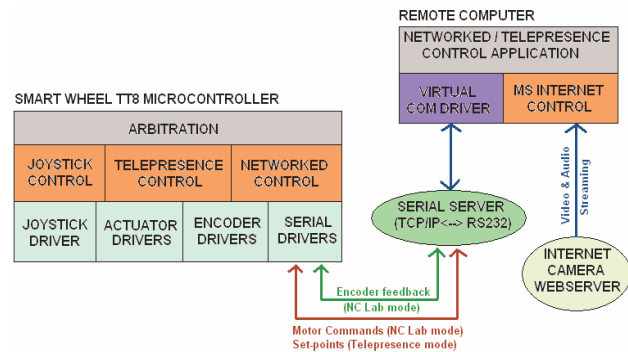 REMOTE COMPUTER
NETWORKED / TELEPRESENCE
CONTROL APPLICATION
VIRTUAL
COM DRIVER
MS INTERNET
CONTROL
SMART WHEEL TT8 MICROCONTROLLER
ARBITRATION
JOYSTICK
CONTROL
TELEPRESENCE
CONTROL
NETWORKED
CONTROL
JOYSTICK
DRIVER
ACTUATOR
DRIVERS
ENCODER
DRIVERS
SERIAL
DRIVERS
SERIAL SERVER
(TCP/IP<--> RS232)
Video & Audio
Streaming
INTERNET
CAMERA
WEBSERVER
Encoder feedback
(NC Lab mode)
Motor Commands (NC Lab mode)
Set-points (Telepresence mode)